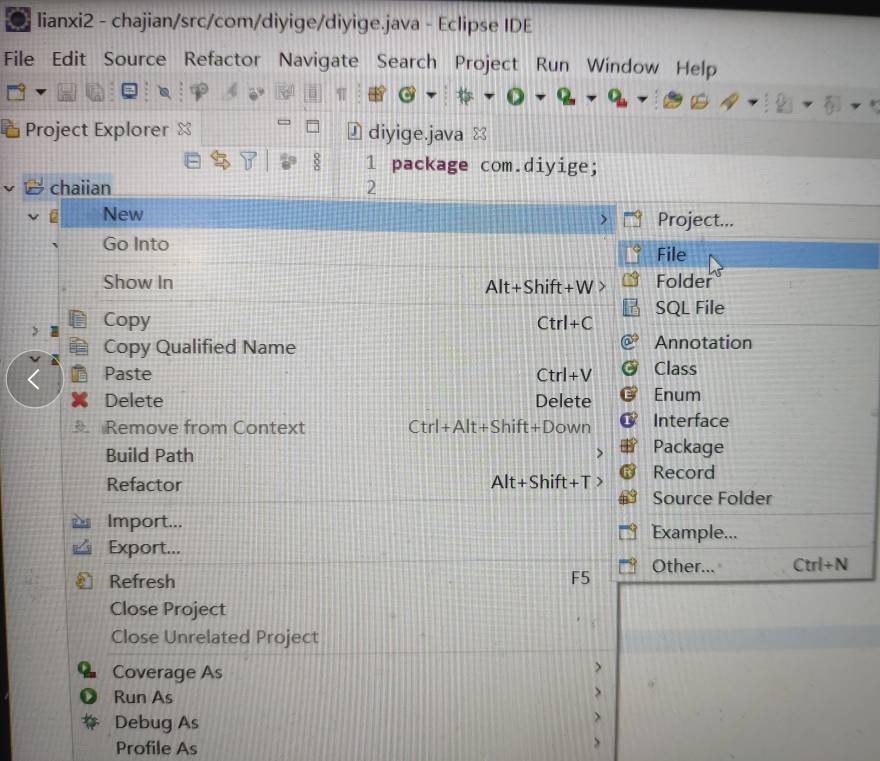 lianxi2 - chajian/src/com/diyige/diyige.java - Eclipse IDE
File Edit Source Refactor Navigate Search Project Run Window Help
Project Explorer
diyige.java
1 package com.diyige;
2
chajian
New
Go Into
Show In Alt+Shift+W
Copy Ctrl+C
Copy Qualified Name
Paste Ctrl+V
Delete Delete
Remove from Context Ctrl+Alt+Shift+Down
Build Path
Refactor Alt+Shift+T
Import...
Export...
Refresh F5
Close Project
Close Unrelated Project
Coverage As
Run As
Debug As
Profile As
Project...
File
Folder
SQL File
Annotation
Class
Enum
Interface
Package
Record
Source Folder
Example...
Other... Ctrl+N